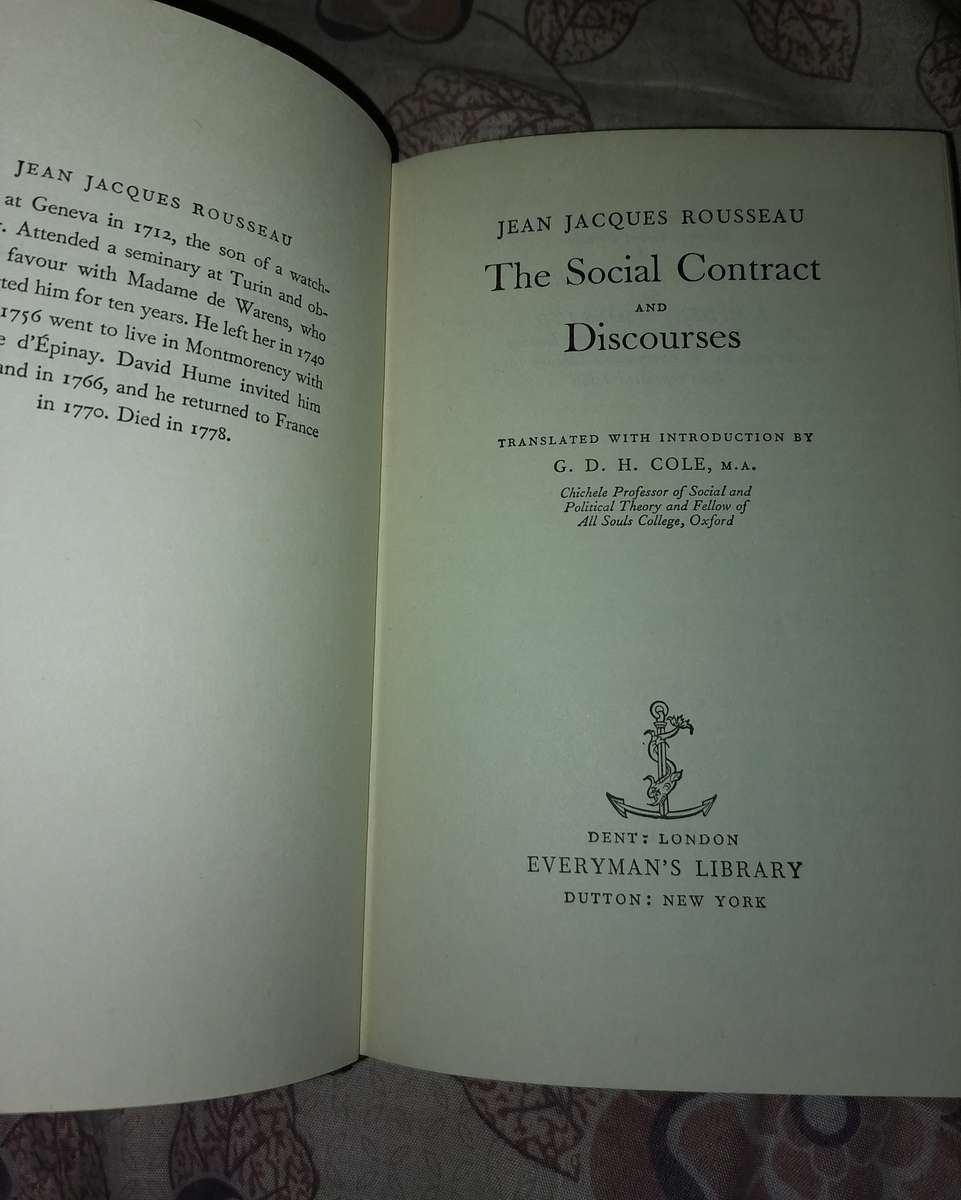 JEAN JACQUES ROUSSEAU
at Geneva in 1712, the son of a watch-
Attended a seminary at Turin and ob-
favour with Madame de Warens, who
ted him for ten years. He left her in 1740
1756 went to live in Montmorency with
d'Épinay. David Hume invited him
and in 1766, and he returned to France
in 1770. Died in 1778.
JEAN JACQUES ROUSSEAU
The Social Contract
AND
Discourses
TRANSLATED WITH INTRODUCTION BY
G. D. H. COLE, M.A.
Chichele Professor of Social and
Political Theory and Fellow of
All Souls College, Oxford
DENT: LONDON
EVERYMAN'S LIBRARY
DUTTON: NEW YORK